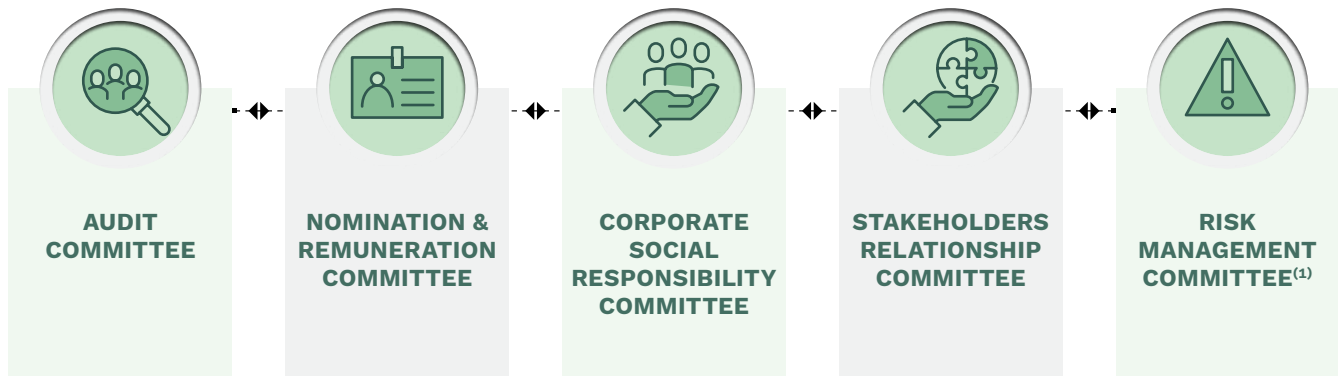 AUDIT
COMMITTEE
NOMINATION &
REMUNERATION
COMMITTEE
CORPORATE
SOCIAL
RESPONSIBILITY
COMMITTEE
STAKEHOLDERS
RELATIONSHIP
COMMITTEE
RISK
MANAGEMENT
COMMITTEE(1)